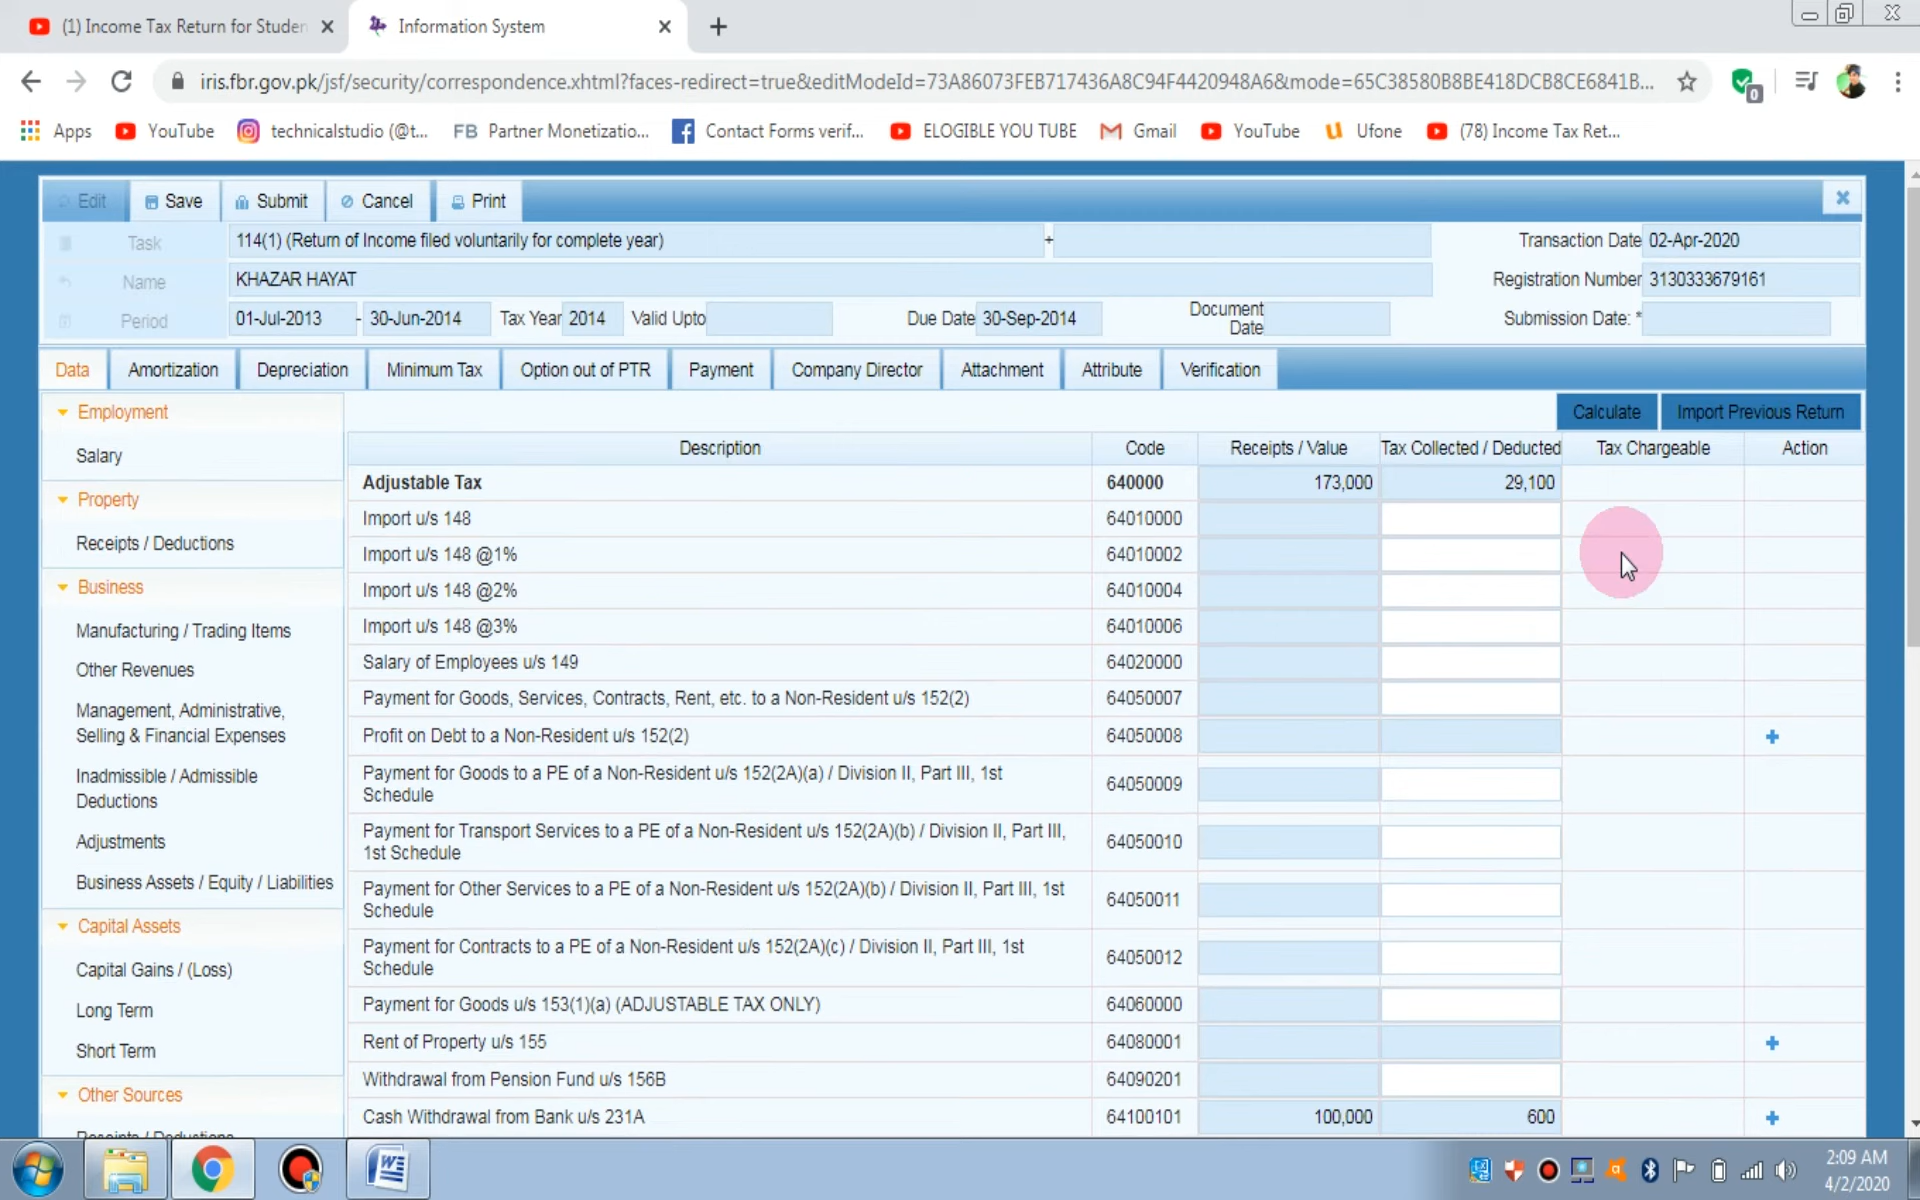 (1) Income Tax Return for Studen
Information System
iris.fbr.gov.pk/jsf/security/correspondence.xhtml?faces-redirect=true&editModeId=73A86073FEB717436A8C94F4420948A6&mode=65C38580B8BE418DCB8CE6841B...
0
Apps YouTube technicalstudio (@t... FB Partner Monetizatio... Contact Forms verif... ELOGIBLE YOU TUBE Gmail YouTube Ufone (78) Income Tax Ret...
Edit Save Submit Cancel Print
Task 114(1) (Return of Income filed voluntarily for complete year) + Transaction Date 02-Apr-2020
Name KHAZAR HAYAT Registration Number 3130333679161
Period 01-Jul-2013 - 30-Jun-2014 Tax Year 2014 Valid Upto Due Date 30-Sep-2014 Document Date Submission Date: *
Data Amortization Depreciation Minimum Tax Option out of PTR Payment Company Director Attachment Attribute Verification
Employment
Salary
Property
Receipts / Deductions
Business
Manufacturing / Trading Items
Other Revenues
Management, Administrative,
Selling & Financial Expenses
Inadmissible / Admissible
Deductions
Adjustments
Business Assets / Equity / Liabilities
Capital Assets
Capital Gains / (Loss)
Long Term
Short Term
Other Sources
Receipts / Deductions
Calculate Import Previous Return
Description Code Receipts / Value Tax Collected / Deducted Tax Chargeable Action
Adjustable Tax 640000 173,000 29,100
Import u/s 148 64010000
Import u/s 148 @1% 64010002
Import u/s 148 @2% 64010004
Import u/s 148 @3% 64010006
Salary of Employees u/s 149 64020000
Payment for Goods, Services, Contracts, Rent, etc. to a Non-Resident u/s 152(2) 64050007
Profit on Debt to a Non-Resident u/s 152(2) 64050008 +
Payment for Goods to a PE of a Non-Resident u/s 152(2A)(a) / Division II, Part III, 1st
Schedule 64050009
Payment for Transport Services to a PE of a Non-Resident u/s 152(2A)(b) / Division II, Part III,
1st Schedule 64050010
Payment for Other Services to a PE of a Non-Resident u/s 152(2A)(b) / Division II, Part III, 1st
Schedule 64050011
Payment for Contracts to a PE of a Non-Resident u/s 152(2A)(c) / Division II, Part III, 1st
Schedule 64050012
Payment for Goods u/s 153(1)(a) (ADJUSTABLE TAX ONLY) 64060000
Rent of Property u/s 155 64080001 +
Withdrawal from Pension Fund u/s 156B 64090201
Cash Withdrawal from Bank u/s 231A 64100101 100,000 600 +
2:09 AM
4/2/2020